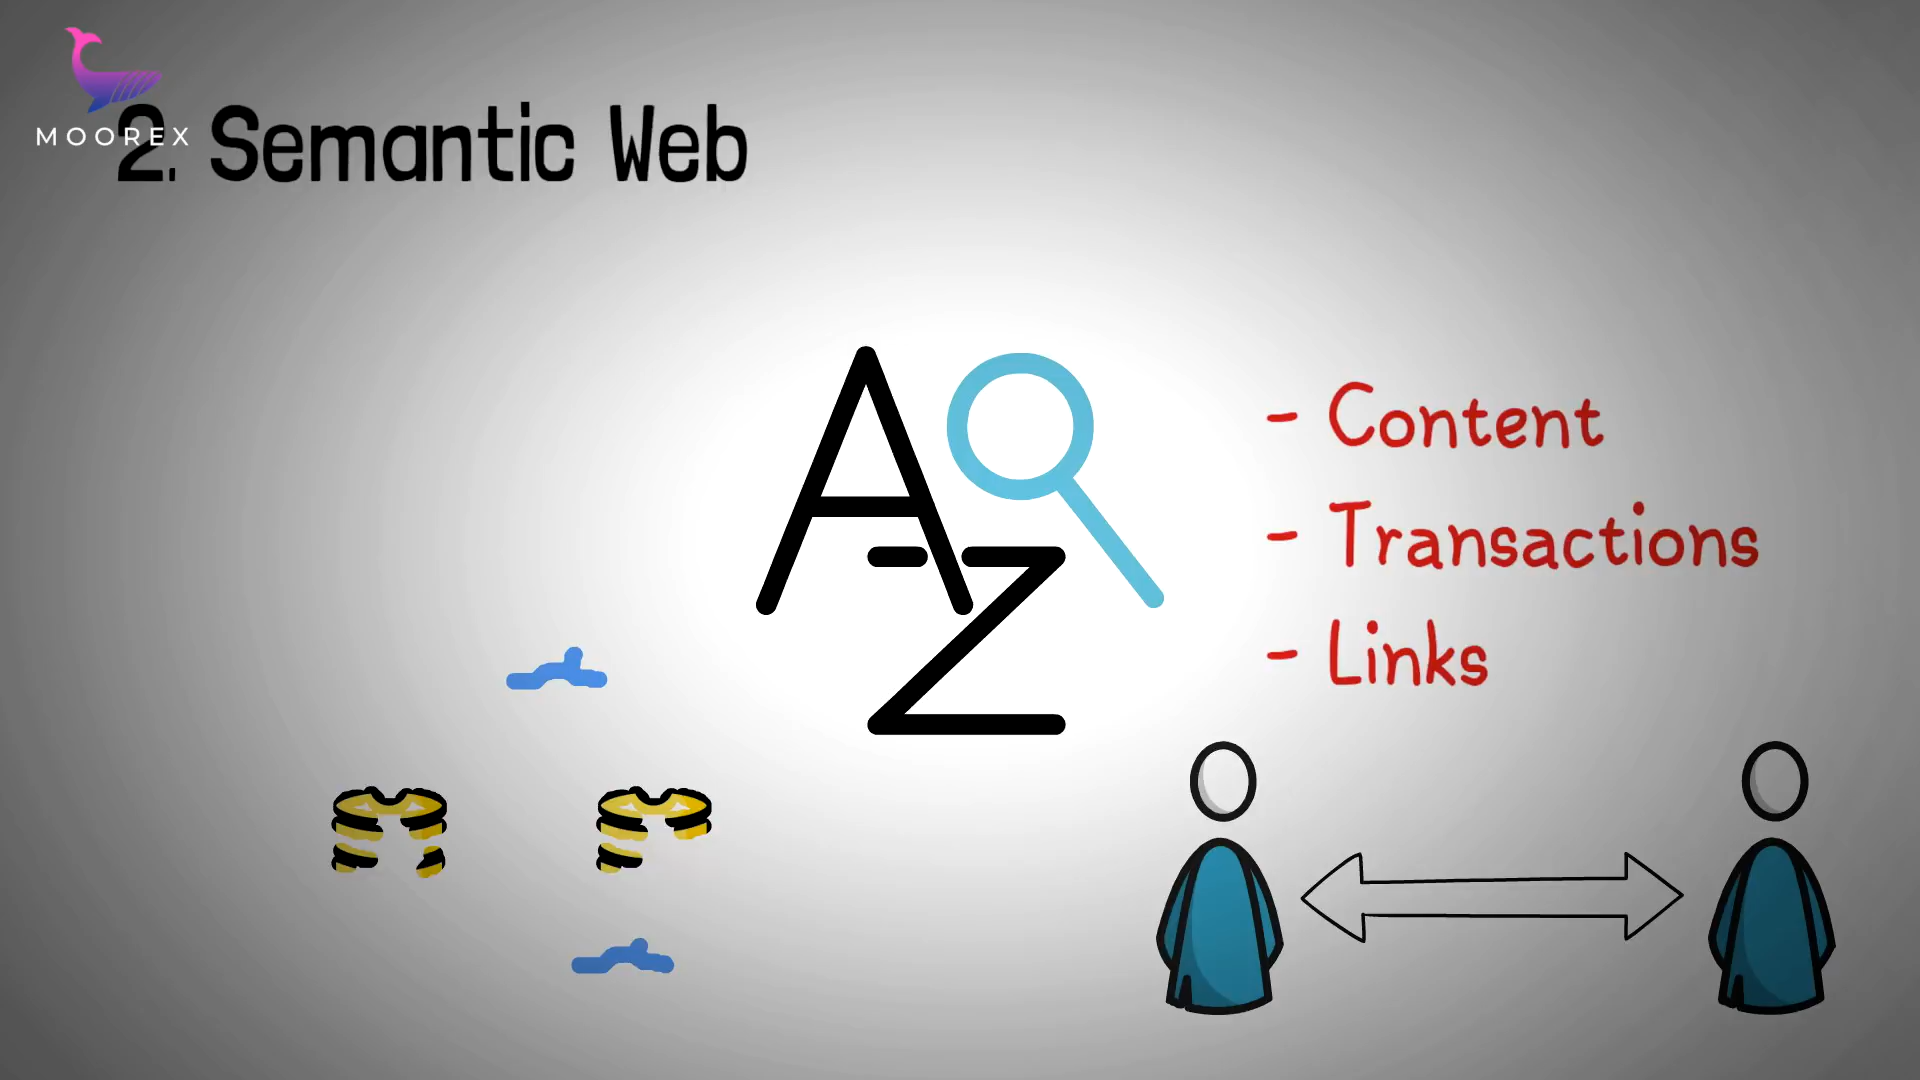 MOOREX
2. Semantic Web
A
-
Z
- Content
- Transactions
- Links